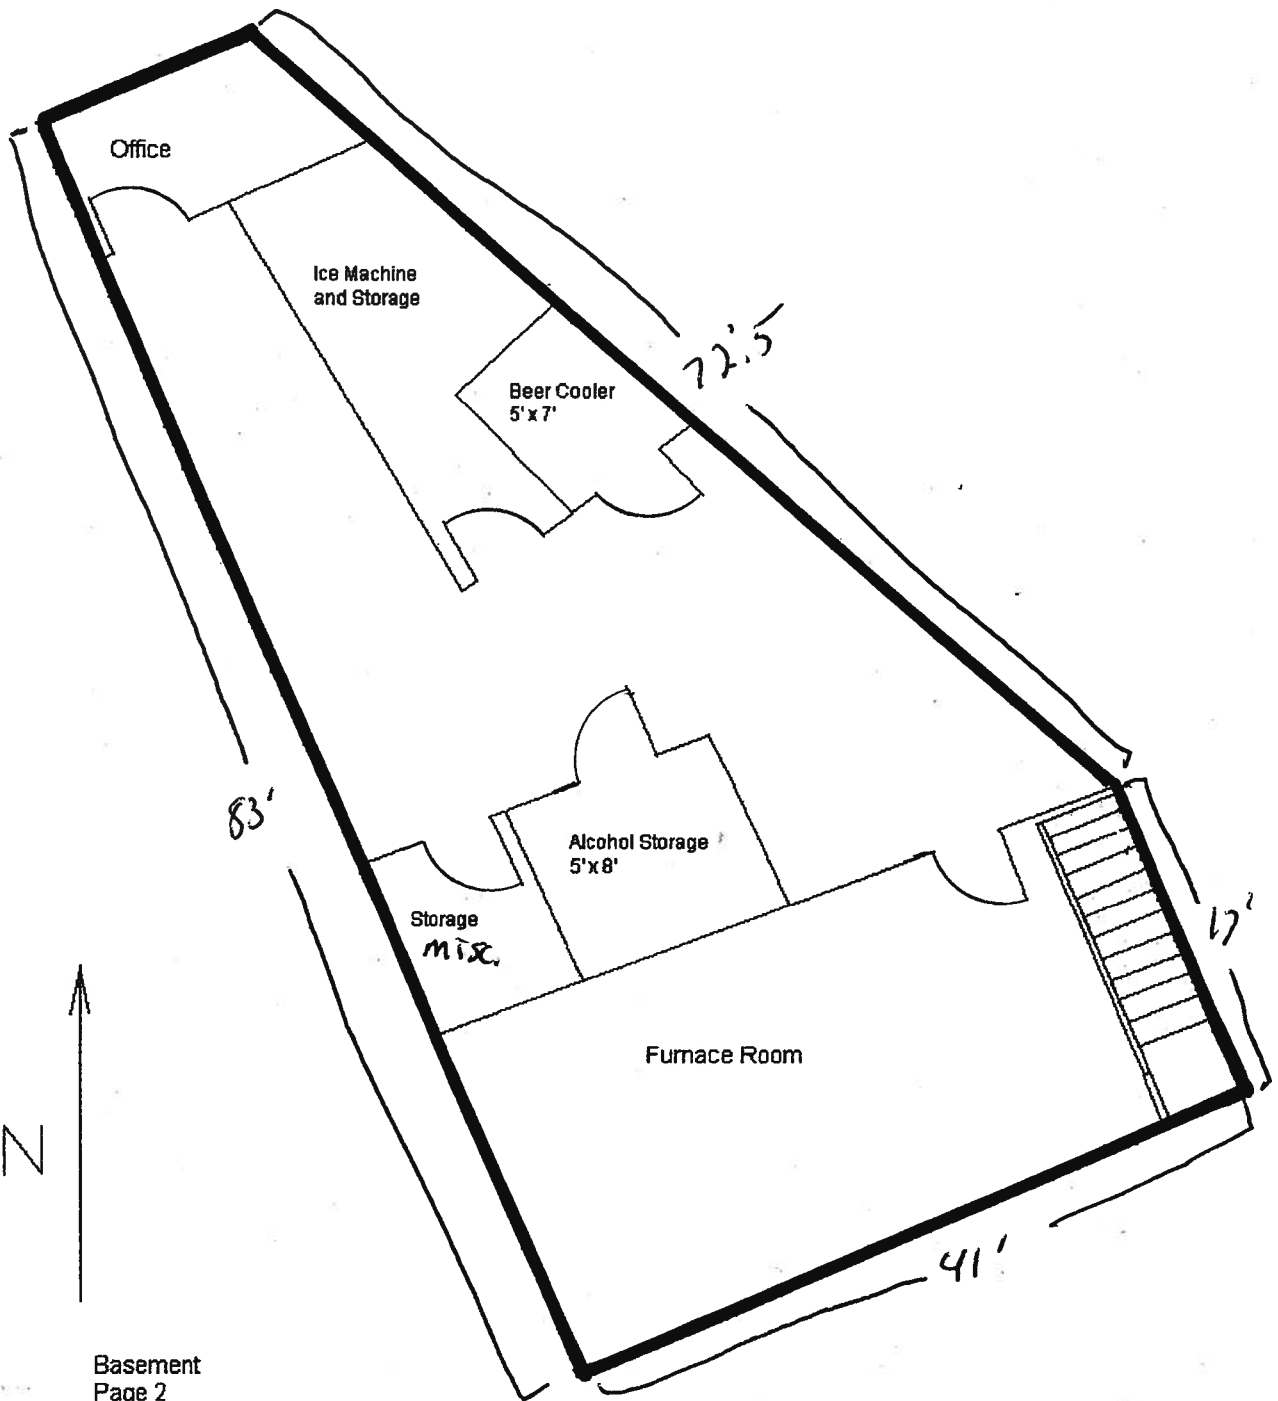 Office
Ice Machine
and Storage
72'.5
Beer Cooler
5' x 7'
83'
Alcohol Storage
5' x 8'
Storage
misc.
17'
Furnace Room
N
41'
Basement
Page 2